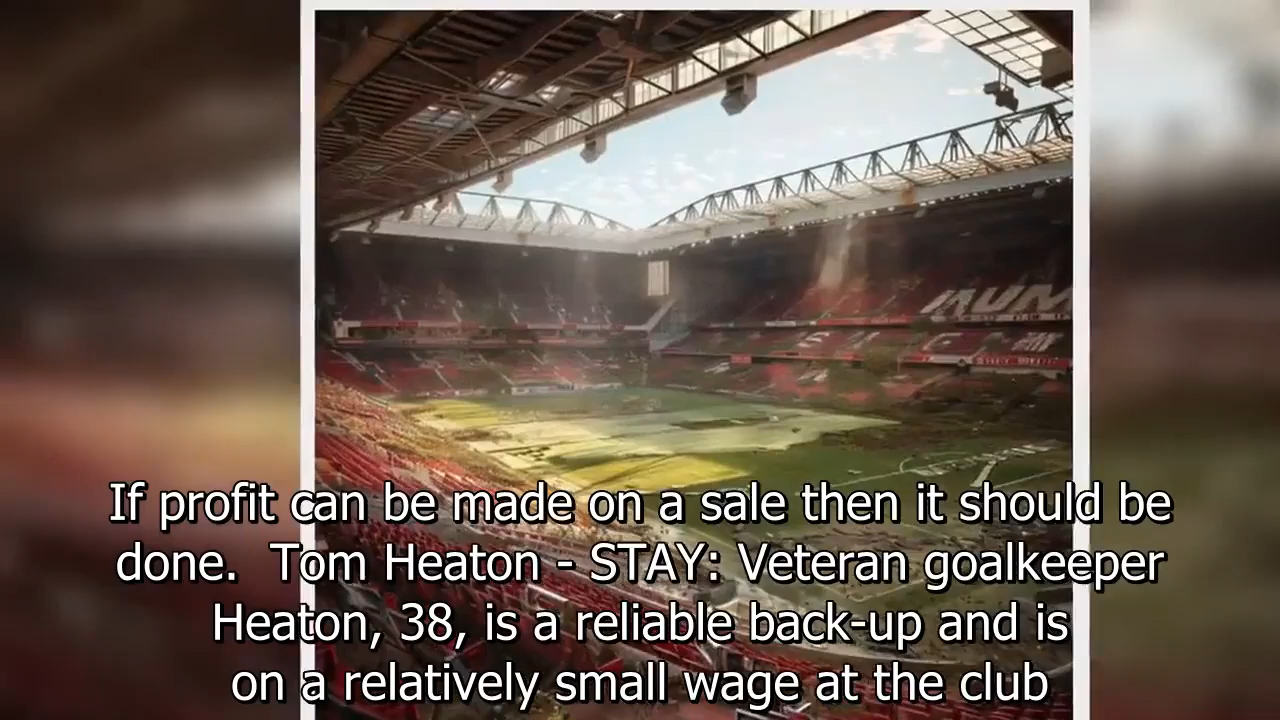 If profit can be made on a sale then it should be
done.  Tom Heaton - STAY: Veteran goalkeeper
Heaton, 38, is a reliable back-up and is
on a relatively small wage at the club